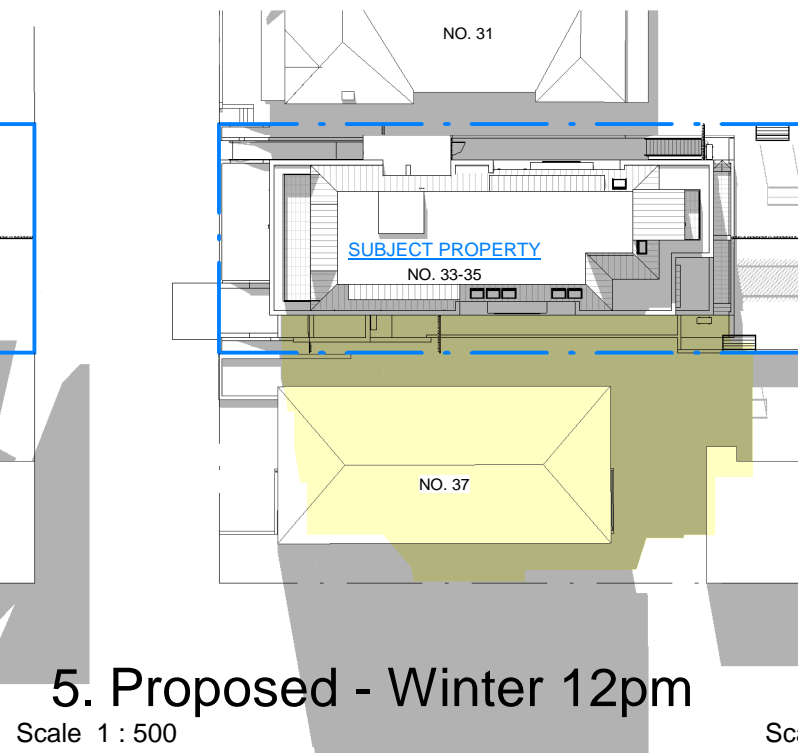 NO. 31
SUBJECT PROPERTY
NO. 33-35
NO. 37
5. Proposed - Winter 12pm
Scale 1 : 500